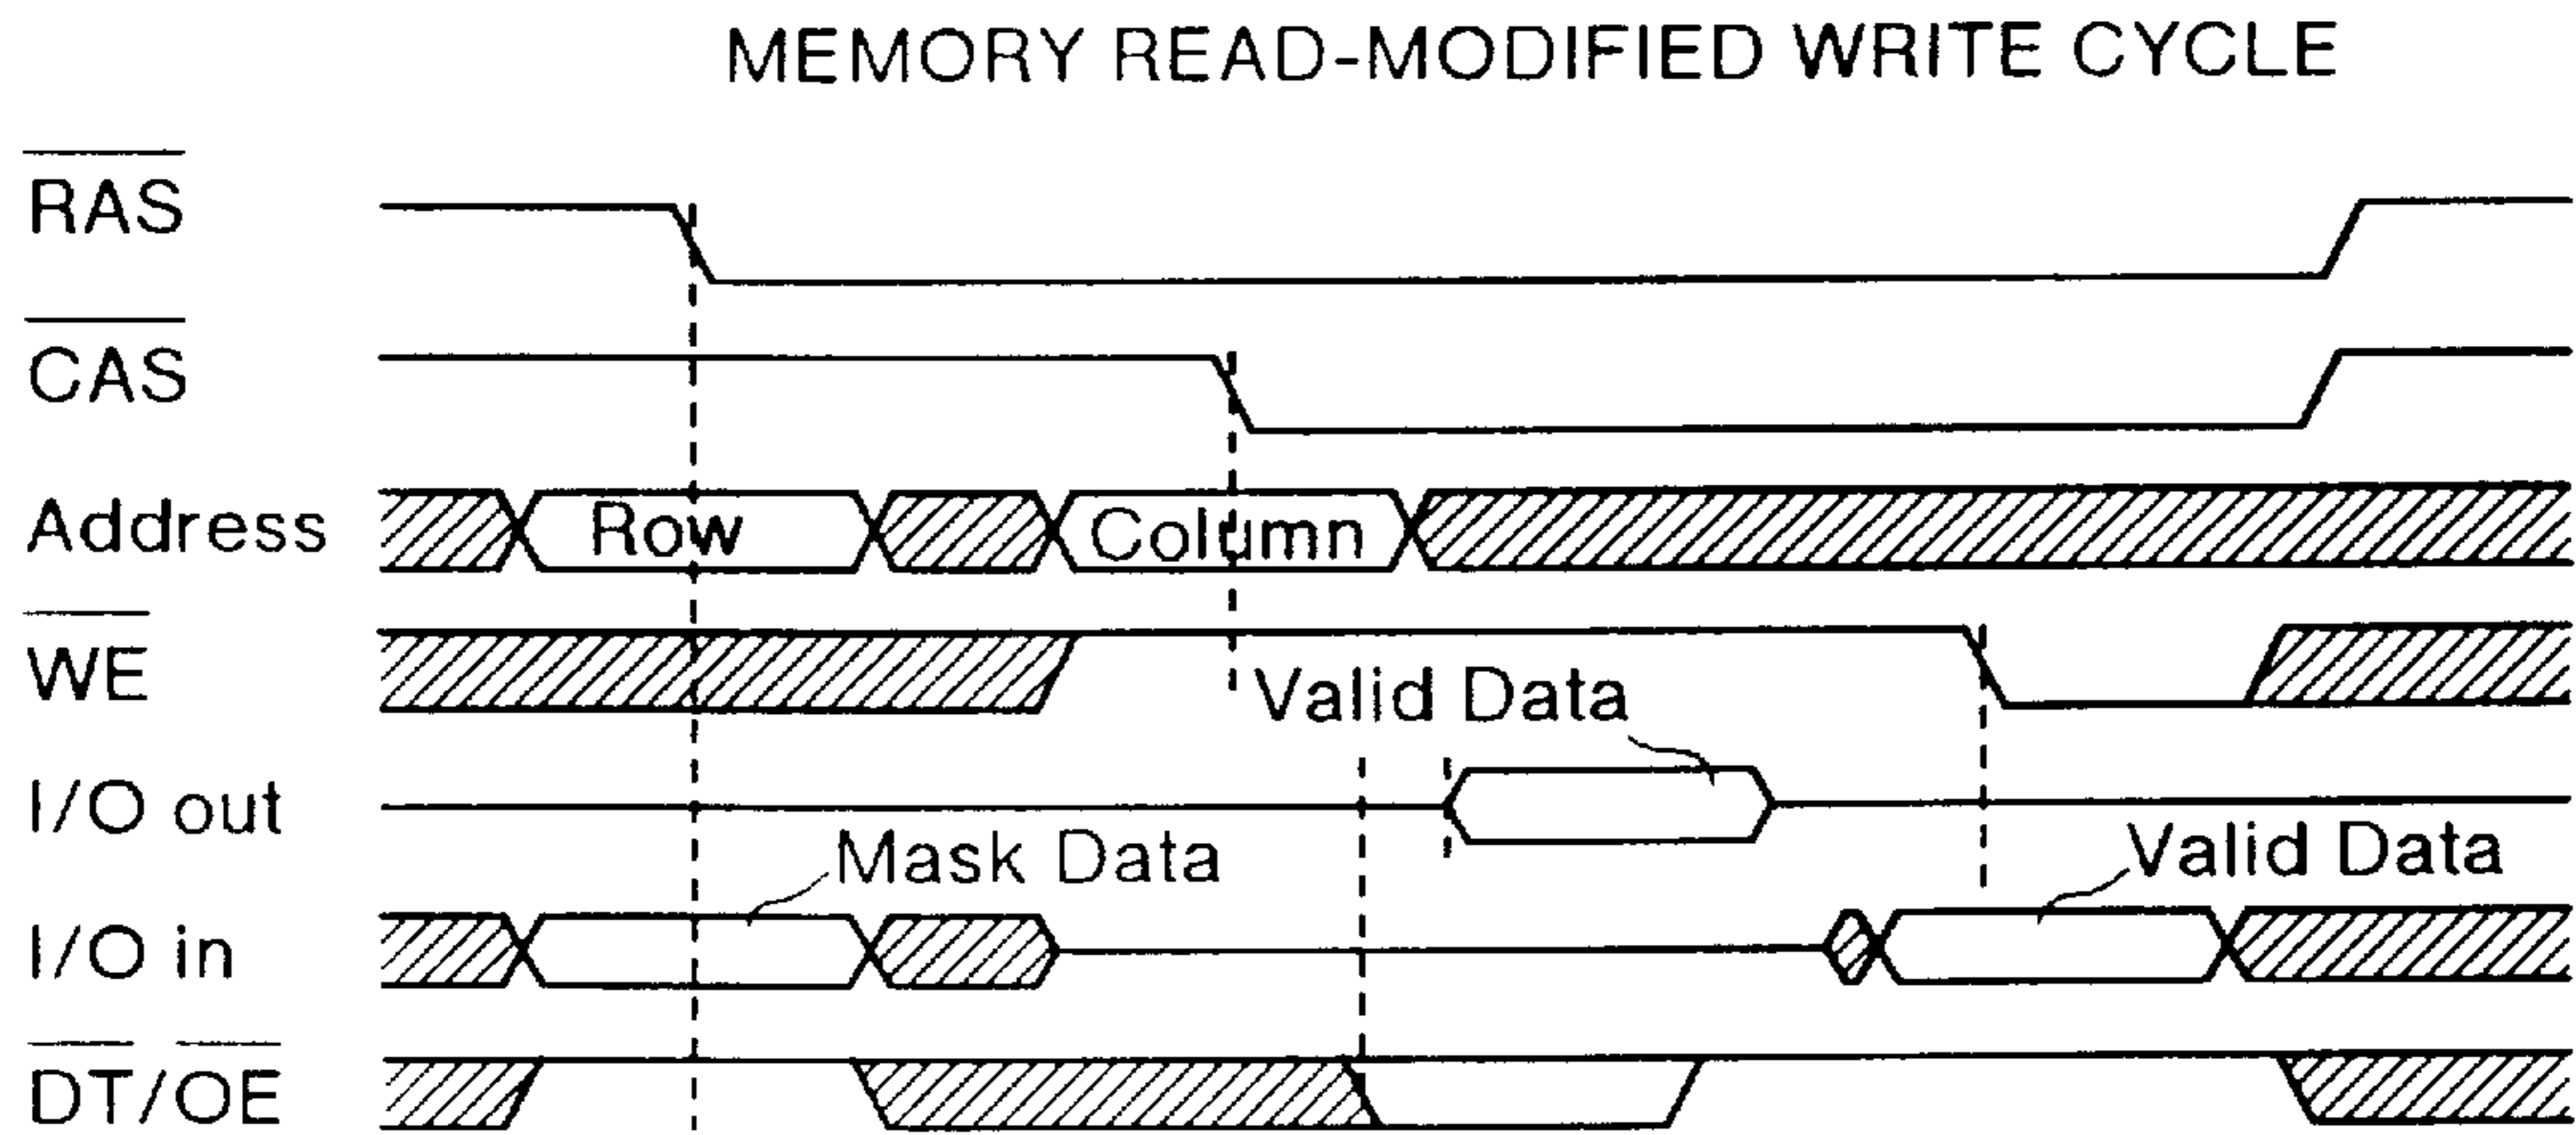 MEMORY READ-MODIFIED WRITE CYCLE
RAS
CAS
Address
Row
Column
WE
Valid Data
I/O out
Mask Data
Valid Data
I/O in
DT/OE